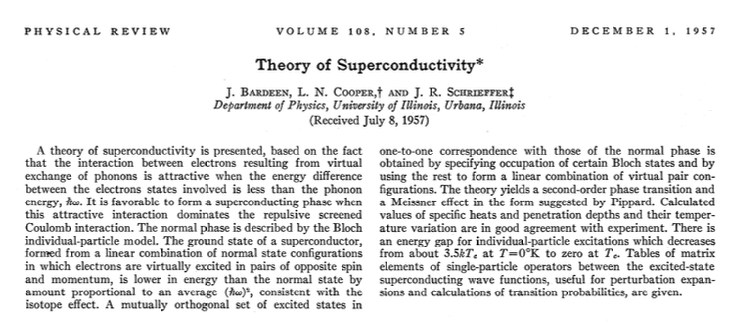 PHYSICAL REVIEW VOLUME 108, NUMBER 5 DECEMBER 1, 1957
Theory of Superconductivity*
J. BARDEEN, L. N. COOPER,† AND J. R. SCHRIEFFER‡
Department of Physics, University of Illinois, Urbana, Illinois
(Received July 8, 1957)
A theory of superconductivity is presented, based on the fact
that the interaction between electrons resulting from virtual
exchange of phonons is attractive when the energy difference
between the electrons states involved is less than the phonon
energy, ℏω. It is favorable to form a superconducting phase when
this attractive interaction dominates the repulsive screened
Coulomb interaction. The normal phase is described by the Bloch
individual-particle model. The ground state of a superconductor,
formed from a linear combination of normal state configurations
in which electrons are virtually excited in pairs of opposite spin
and momentum, is lower in energy than the normal state by
amount proportional to an average (ℏω)², consistent with the
isotope effect. A mutually orthogonal set of excited states in
one-to-one correspondence with those of the normal phase is
obtained by specifying occupation of certain Bloch states and by
using the rest to form a linear combination of virtual pair con-
figurations. The theory yields a second-order phase transition and
a Meissner effect in the form suggested by Pippard. Calculated
values of specific heats and penetration depths and their temper-
ature variation are in good agreement with experiment. There is
an energy gap for individual-particle excitations which decreases
from about 3.5kTc at T=0°K to zero at Tc. Tables of matrix
elements of single-particle operators between the excited-state
superconducting wave functions, useful for perturbation expan-
sions and calculations of transition probabilities, are given.